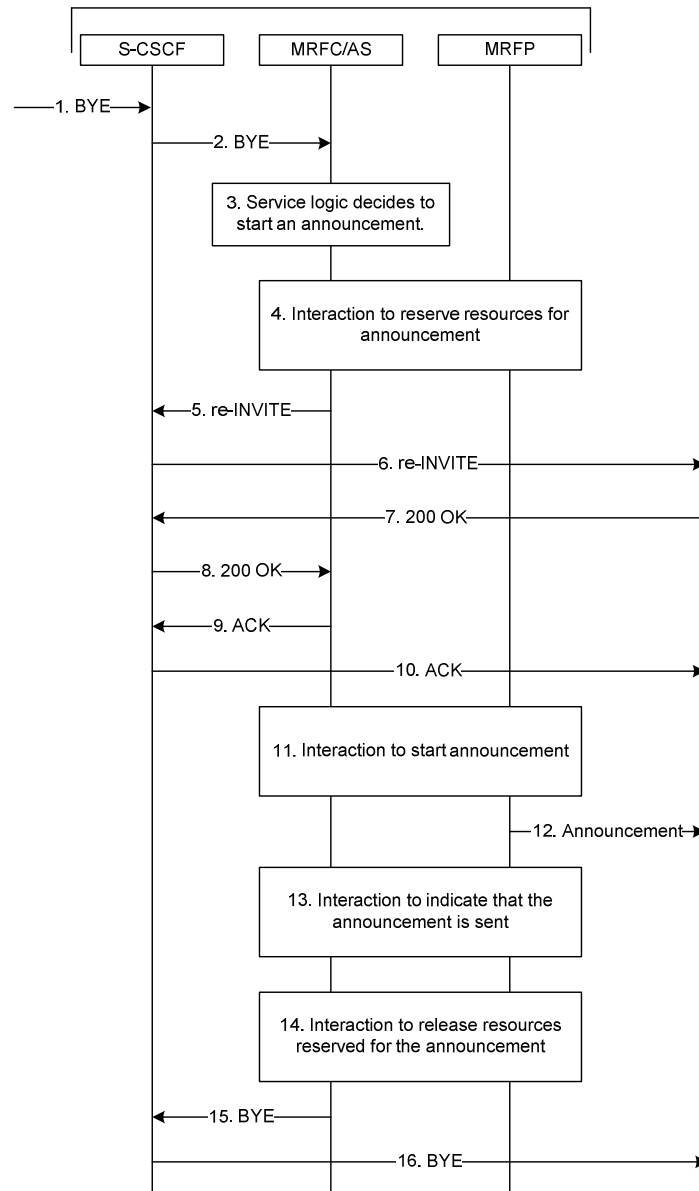 S-CSCF
MRFC/AS
MRFP
1. BYE
2. BYE
3. Service logic decides to
start an announcement.
4. Interaction to reserve resources for
announcement
5. re-INVITE
6. re-INVITE
7. 200 OK
8. 200 OK
9. ACK
10. ACK
11. Interaction to start announcement
12. Announcement
13. Interaction to indicate that the
announcement is sent
14. Interaction to release resources
reserved for the announcement
15. BYE
16. BYE